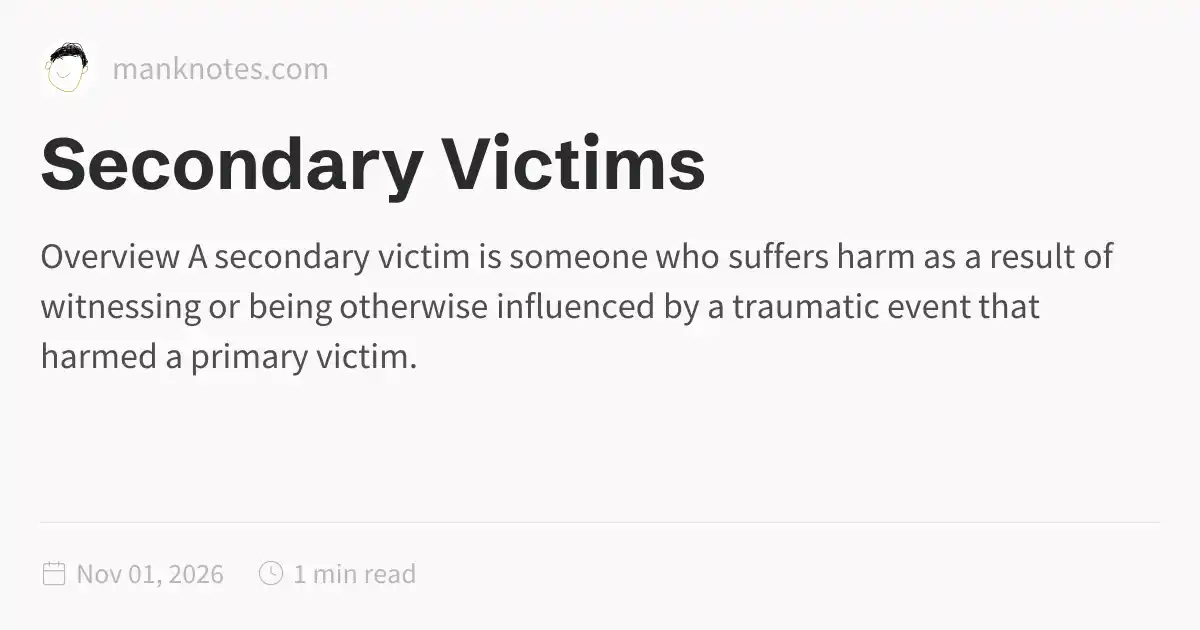 manknotes.com
Secondary Victims
Overview A secondary victim is someone who suffers harm as a result of
witnessing or being otherwise influenced by a traumatic event that
harmed a primary victim.
Nov 01, 2026 1 min read